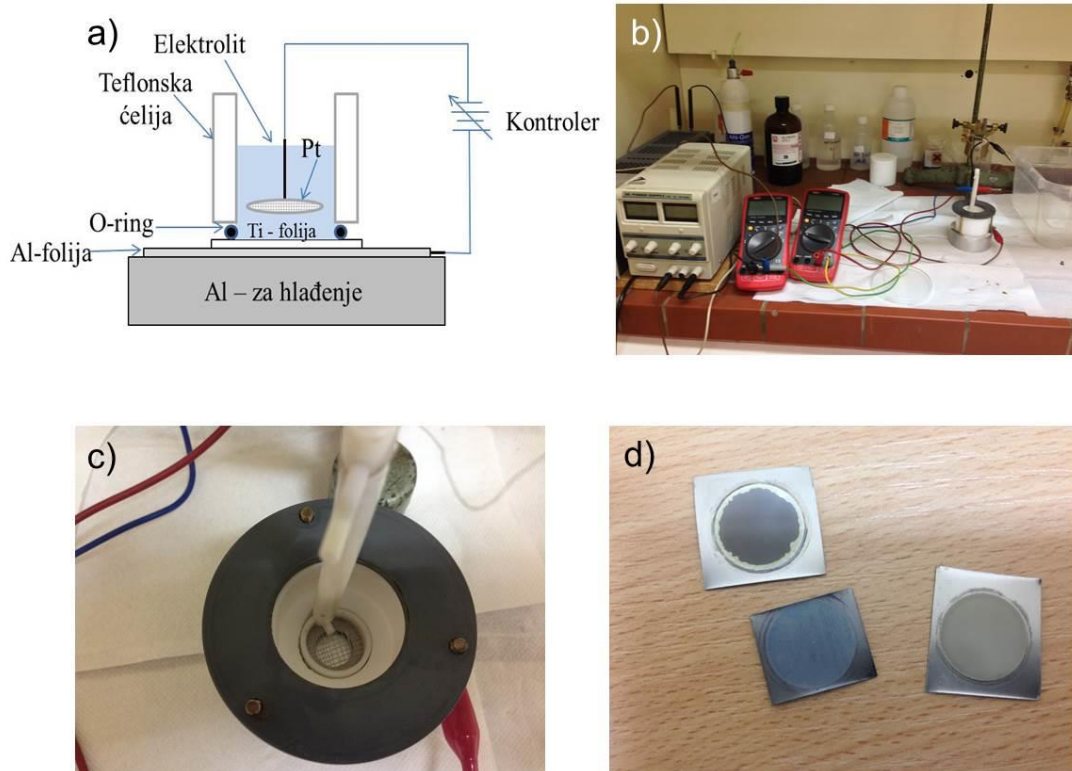 a)
Elektrolit
Teflonska
ćelija
Pt
Kontroler
O-ring
Ti - folija
Al-folija
Al – za hlađenje
b)
c)
d)